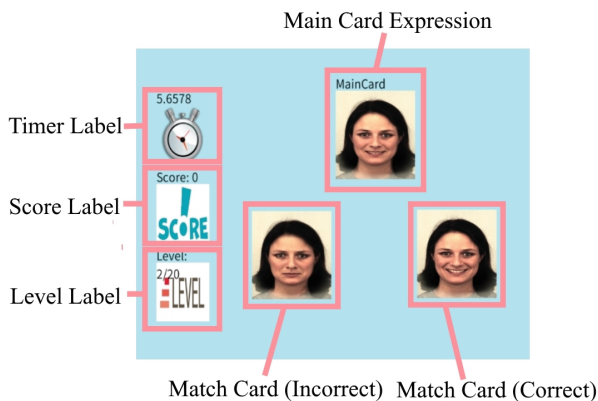 Main Card Expression
MainCard
5.6578
Timer Label
Score: 0
Score Label
SCORE
Level:
2/20
Level Label
LEVEL
Match Card (Incorrect)
Match Card (Correct)